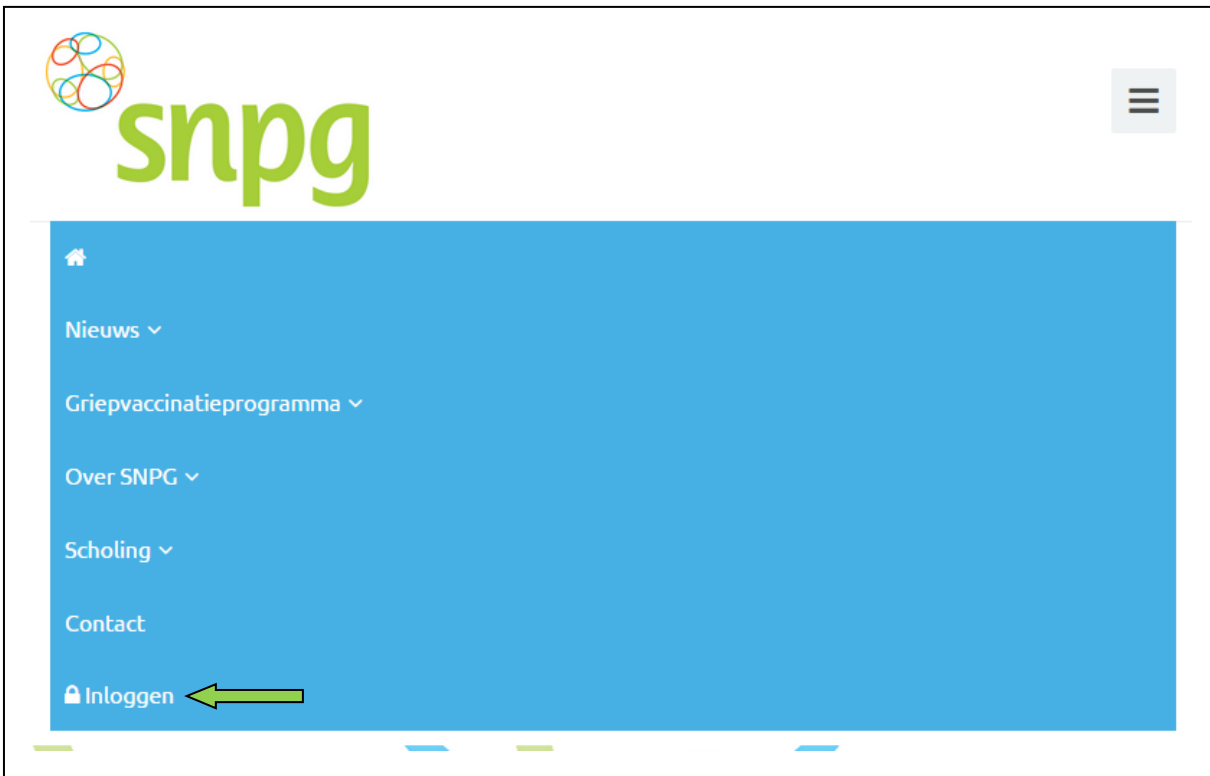 snpg
Nieuws
Griepvaccinatieprogramma
Over SNPG
Scholing
Contact
Inloggen